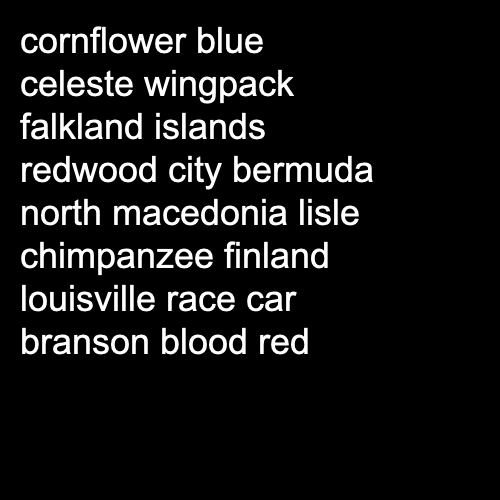 cornflower blue
celeste wingpack
falkland islands
redwood city bermuda
north macedonia lisle
chimpanzee finland
louisville race car
branson blood red